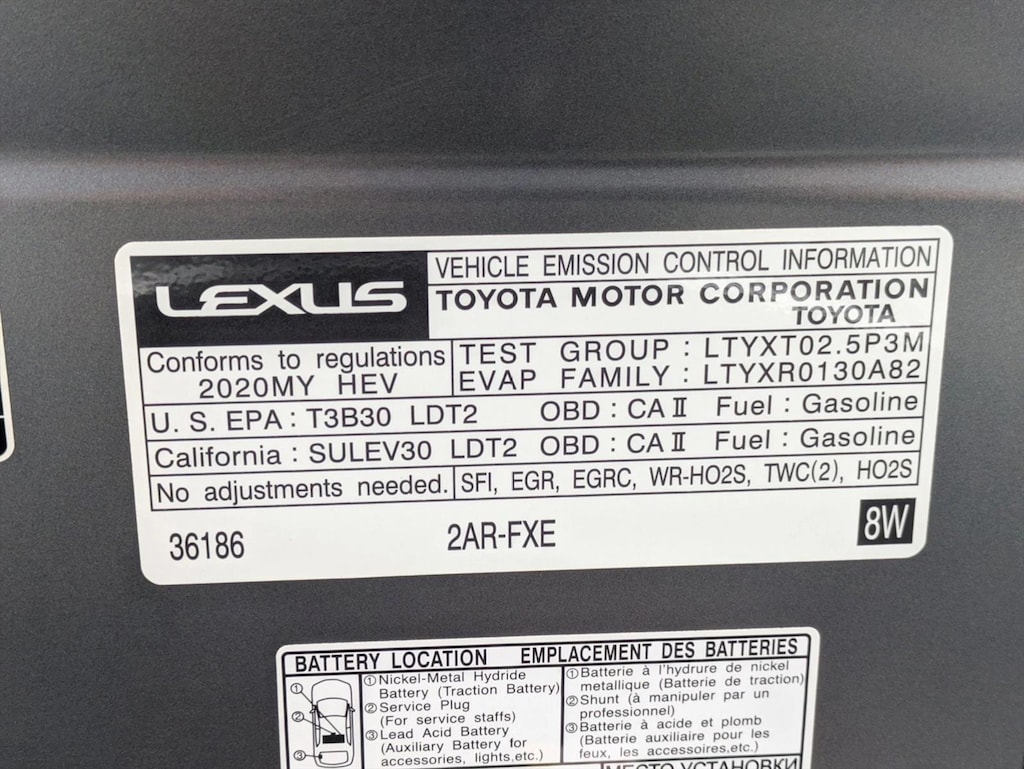 LEXUS
VEHICLE EMISSION CONTROL INFORMATION
TOYOTA MOTOR CORPORATION
TOYOTA
Conforms to regulations
2020MY HEV
TEST GROUP : LTYXT02.5P3M
EVAP FAMILY : LTYXR0130A82
U. S. EPA : T3B30 LDT2 OBD : CA II Fuel : Gasoline
California : SULEV30 LDT2 OBD : CA II Fuel : Gasoline
No adjustments needed. SFI, EGR, EGRC, WR-HO2S, TWC(2), HO2S
36186 2AR-FXE 8W
BATTERY LOCATION EMPLACEMENT DES BATTERIES
① ② ③
①Nickel-Metal Hydride
Battery (Traction Battery)
②Service Plug
(For service staffs)
③Lead Acid Battery
(Auxiliary Battery for
accessories, lights,etc.)
①Batterie à l'hydrure de nickel
metallique (Batterie de traction)
②Shunt (à manipuler par un
professionnel)
③Batterie à acide et plomb
(Batterie auxiliaire pour les
feux, les accessoires,etc.)
МЕСТО УСТАНОВКИ